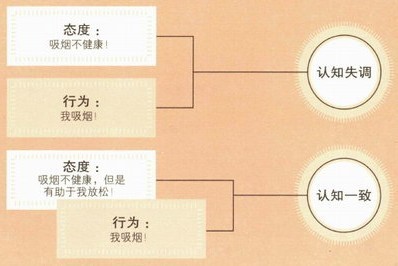 态度：
吸烟不健康！
行为：
我吸烟！
认知失调
态度：
吸烟不健康，但是
有助于我放松！
行为：
我吸烟！
认知一致